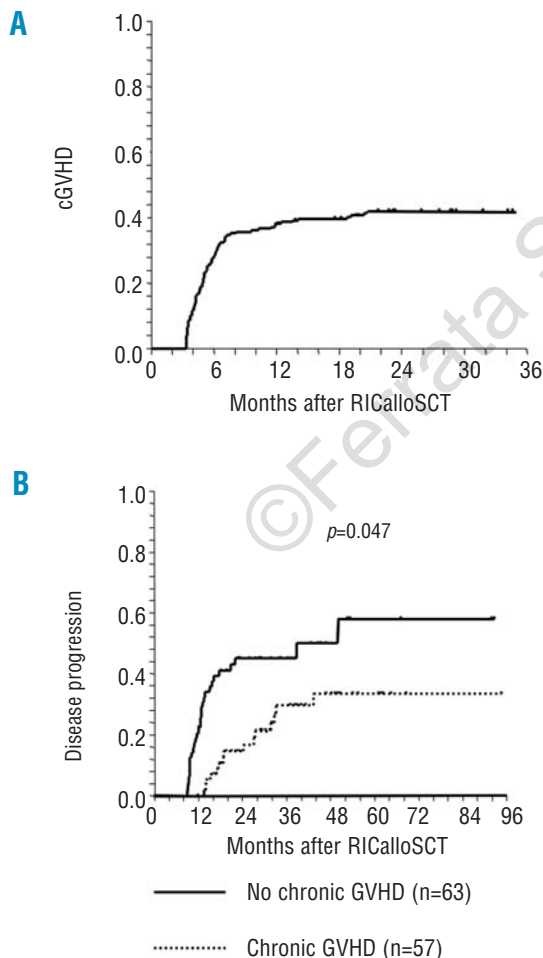 A
1.0
0.8
0.6
0.4
0.2
0.0
cGVHD
0 6 12 18 24 30 36
Months after RICalloSCT
©Ferrata S
B
1.0
0.8
0.6
0.4
0.2
0.0
Disease progression
p=0.047
0 12 24 36 48 60 72 84 96
Months after RICalloSCT
No chronic GVHD (n=63)
Chronic GVHD (n=57)